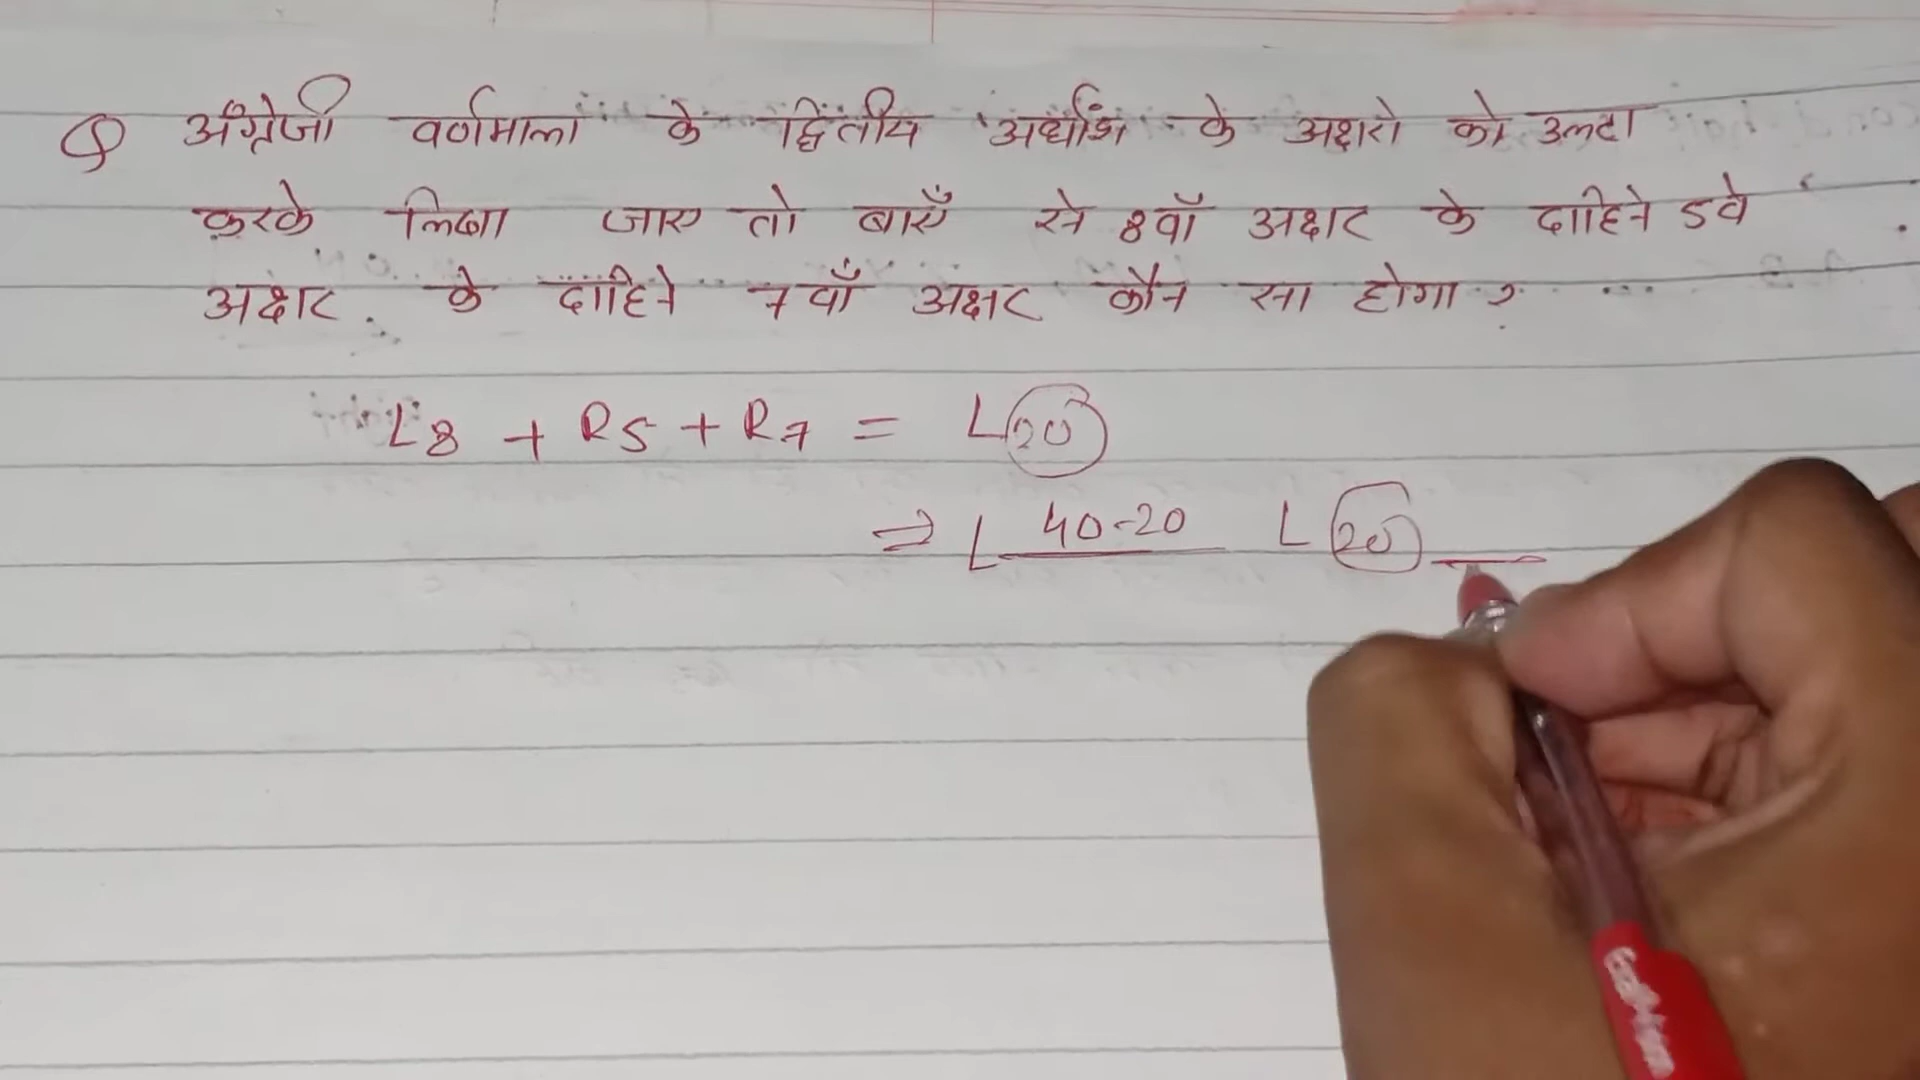 Q अंग्रेजी वर्णमाला के द्वितीय अर्धांश के अक्षरो को उल्टा
करके लिखा जाए तो बाएँ से 8वाँ अक्षर के दाहिने 5वे
अक्षर के दाहिने 7वाँ अक्षर कौन सा होगा ?
L8 + R5 + R7 = L20
⇒ L 40-20 L 20